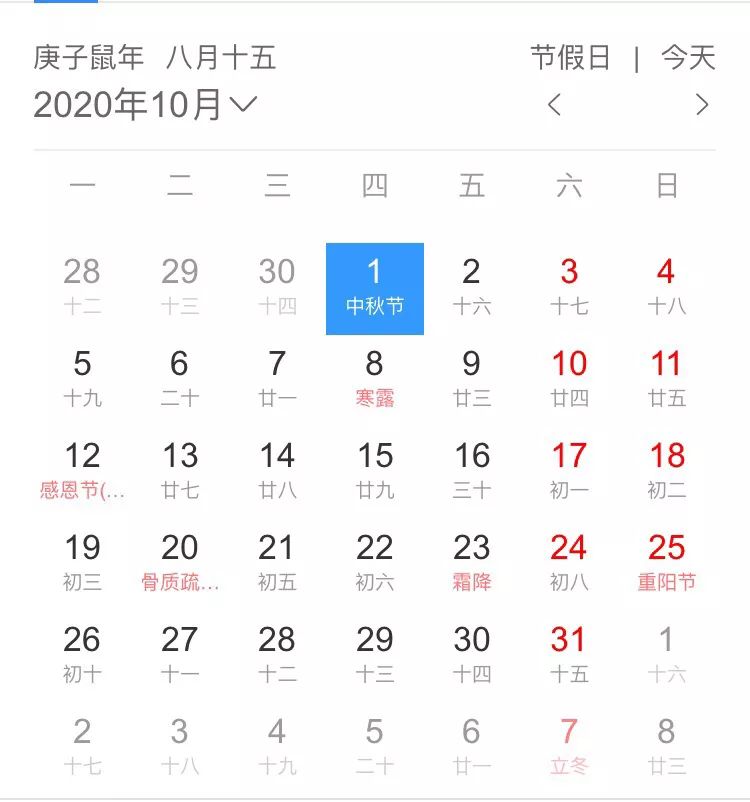 庚子鼠年 八月十五 节假日 | 今天
2020年10月
一 二 三 四 五 六 日
28 29 30 1 2 3 4
十二 十三 十四 中秋节 十六 十七 十八
5 6 7 8 9 10 11
十九 二十 廿一 寒露 廿三 廿四 廿五
12 13 14 15 16 17 18
感恩节(... 廿七 廿八 廿九 三十 初一 初二
19 20 21 22 23 24 25
初三 骨质疏... 初五 初六 霜降 初八 重阳节
26 27 28 29 30 31 1
初十 十一 十二 十三 十四 十五 十六
2 3 4 5 6 7 8
十七 十八 十九 二十 廿一 立冬 廿三